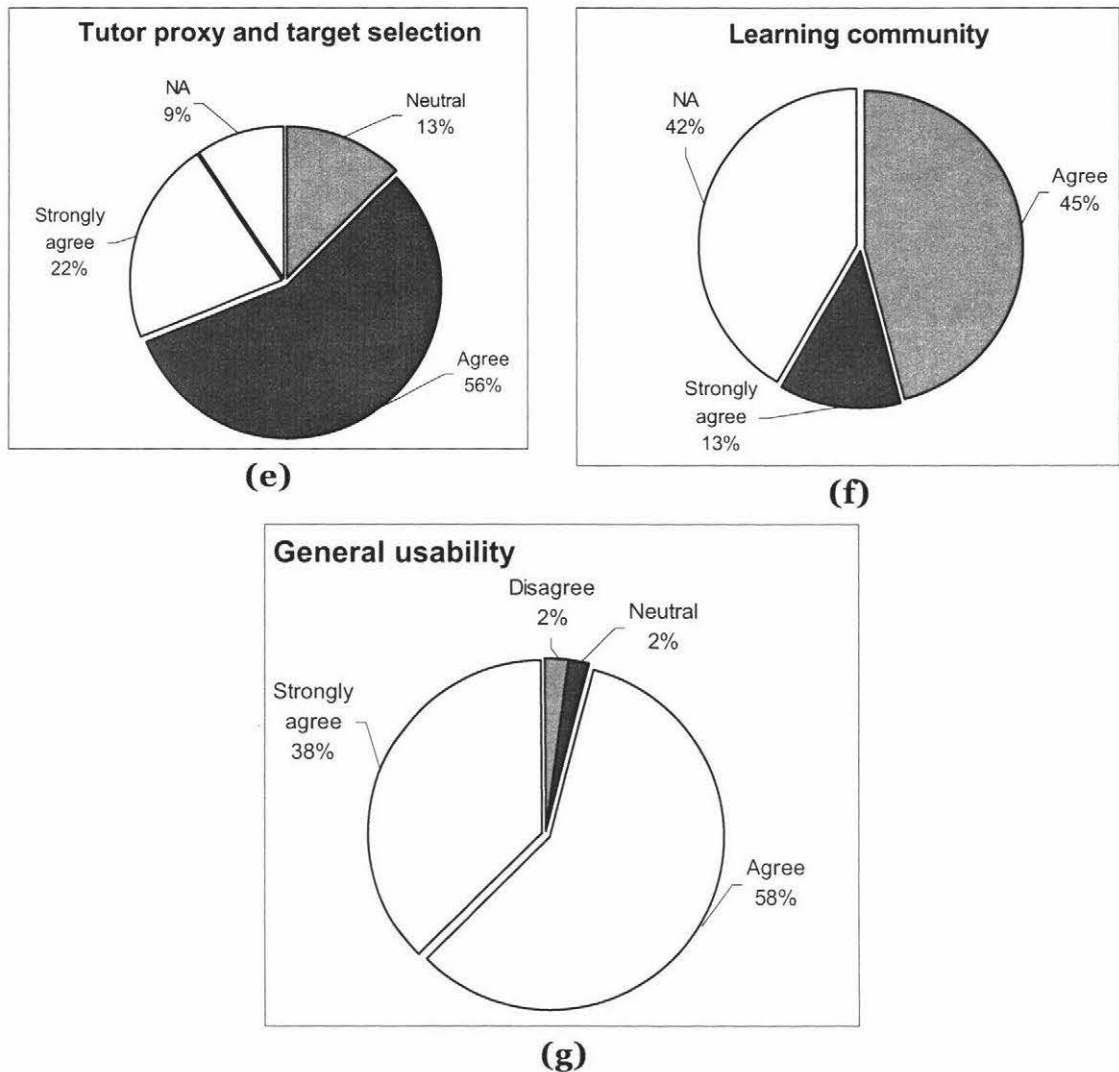 Tutor proxy and target selection
NA
9%
Neutral
13%
Strongly
agree
22%
Agree
56%
(e)
Learning community
NA
42%
Agree
45%
Strongly
agree
13%
(f)
General usability
Disagree
2%
Neutral
2%
Strongly
agree
38%
Agree
58%
(g)